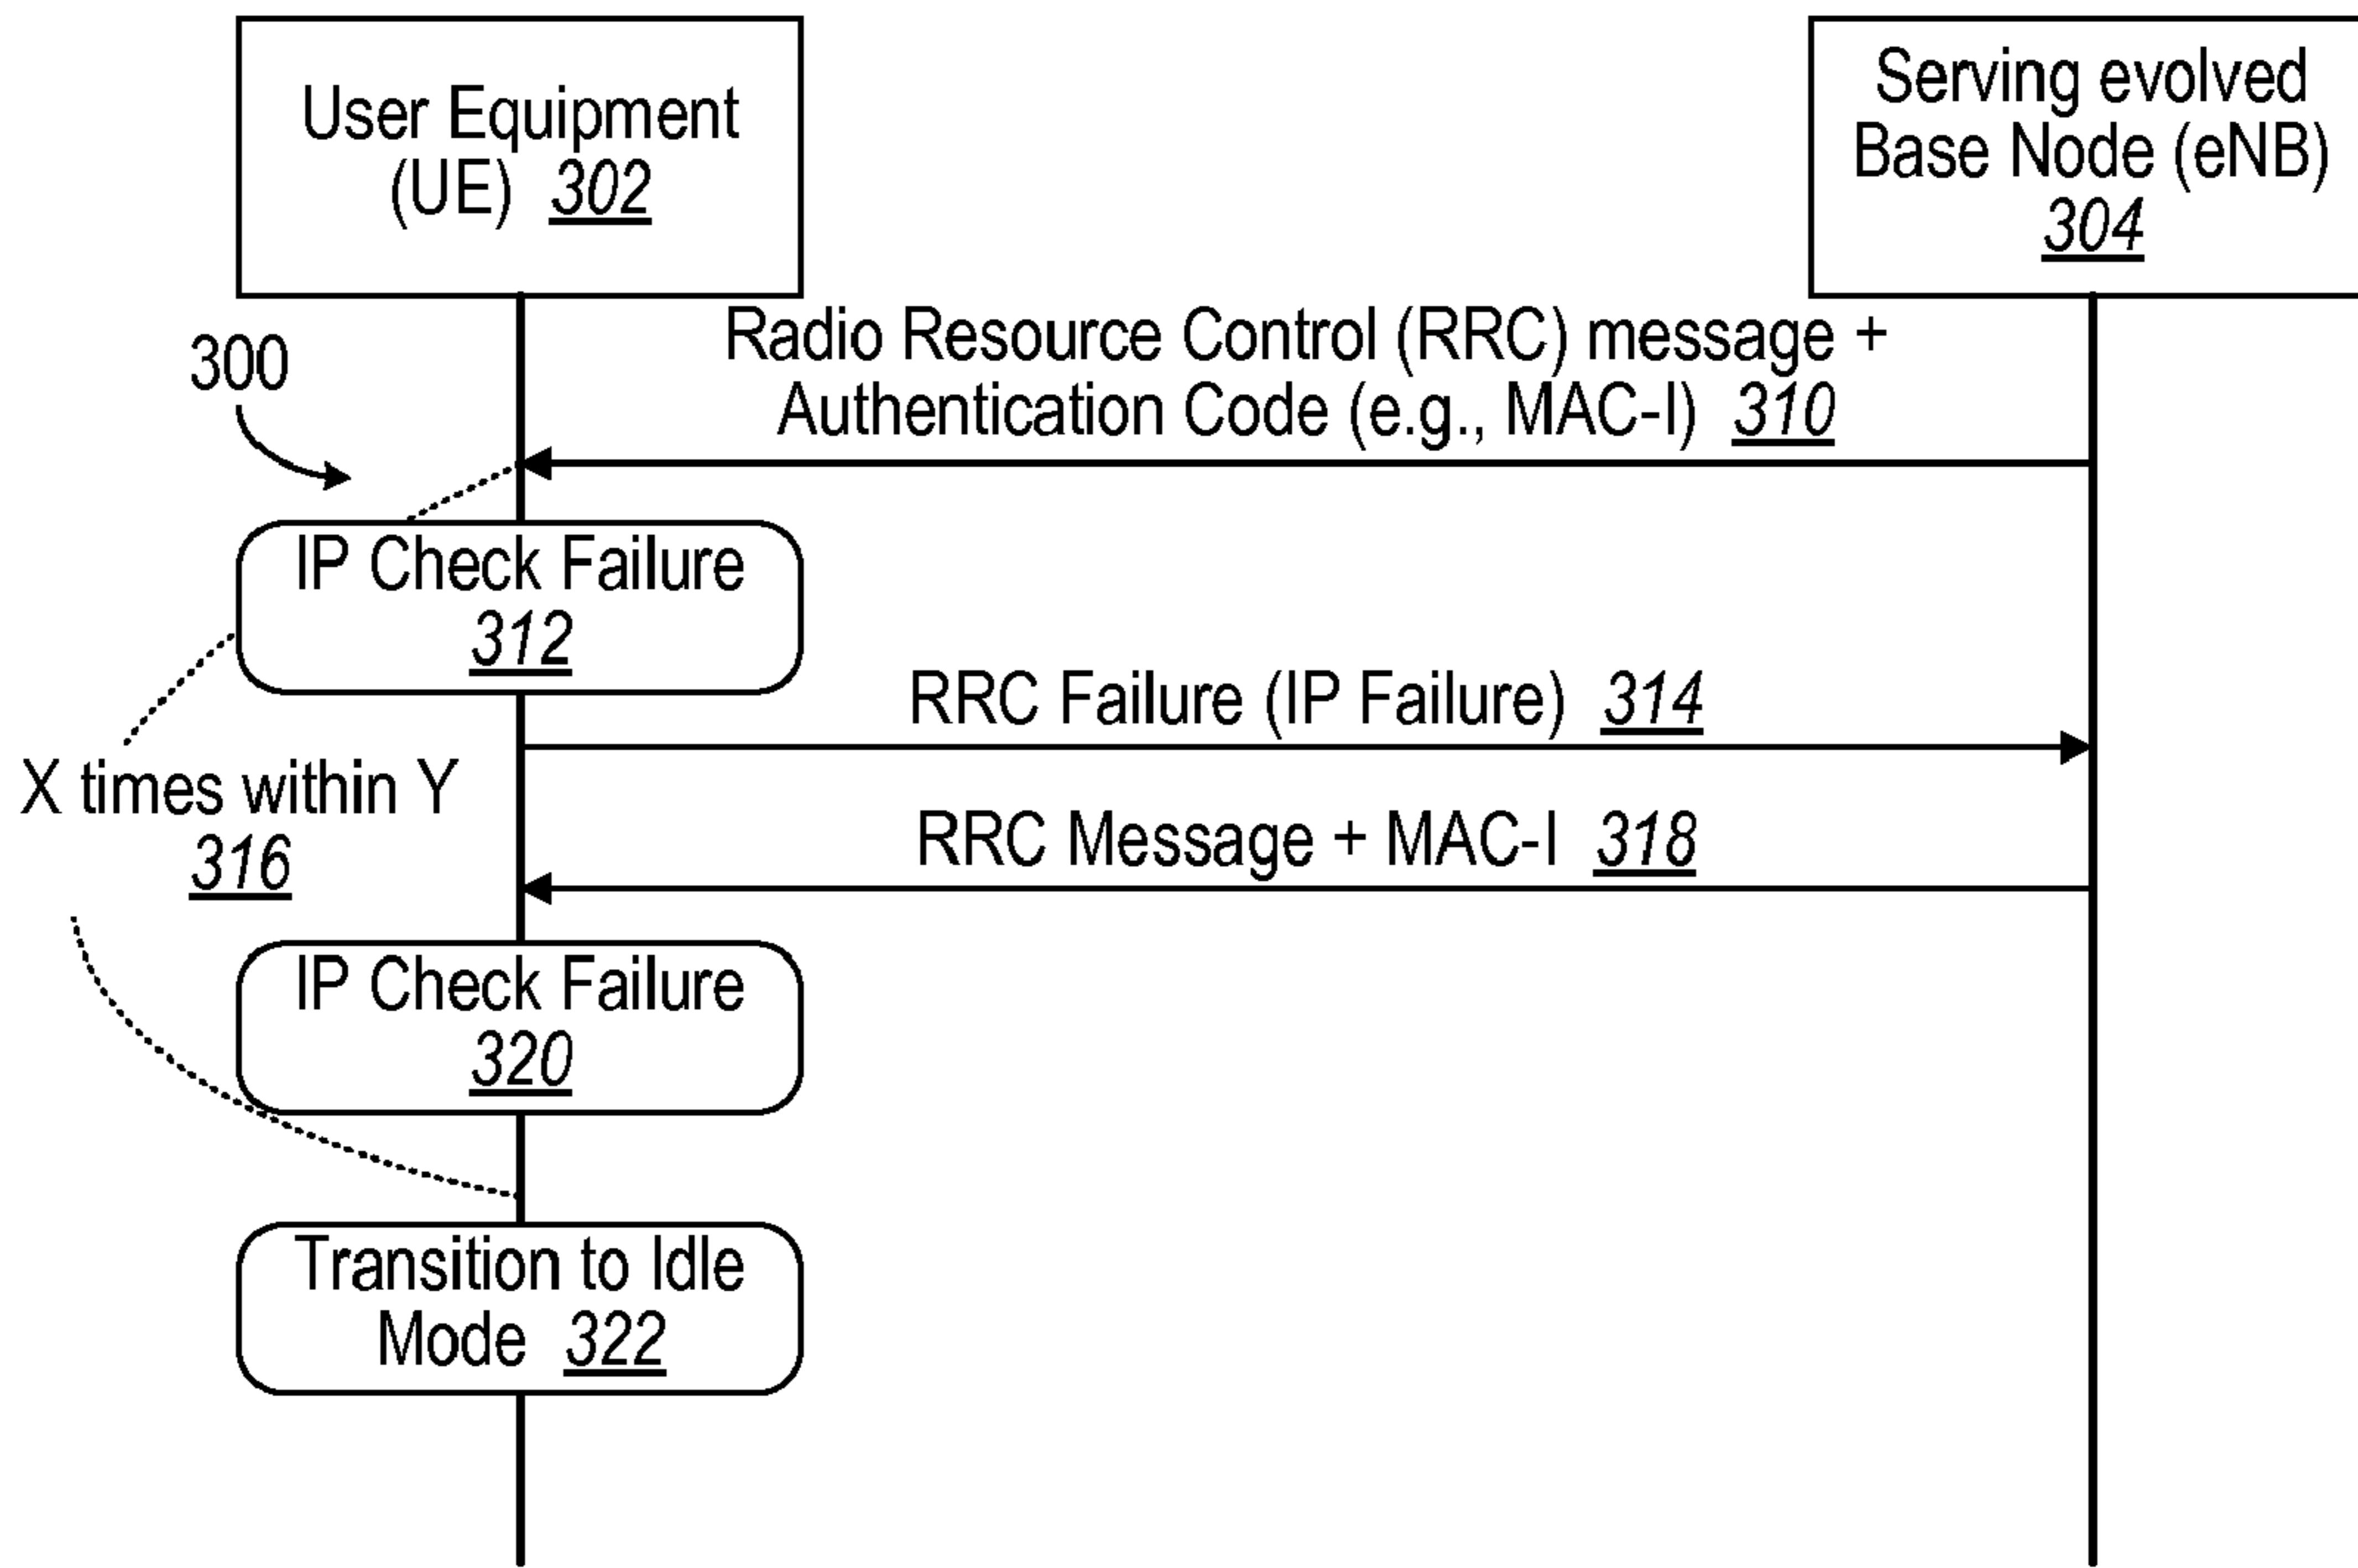 User Equipment
(UE) 302
Serving evolved
Base Node (eNB)
304
Radio Resource Control (RRC) message +
Authentication Code (e.g., MAC-I) 310
300
IP Check Failure
312
RRC Failure (IP Failure) 314
X times within Y
316
RRC Message + MAC-I 318
IP Check Failure
320
Transition to Idle
Mode 322